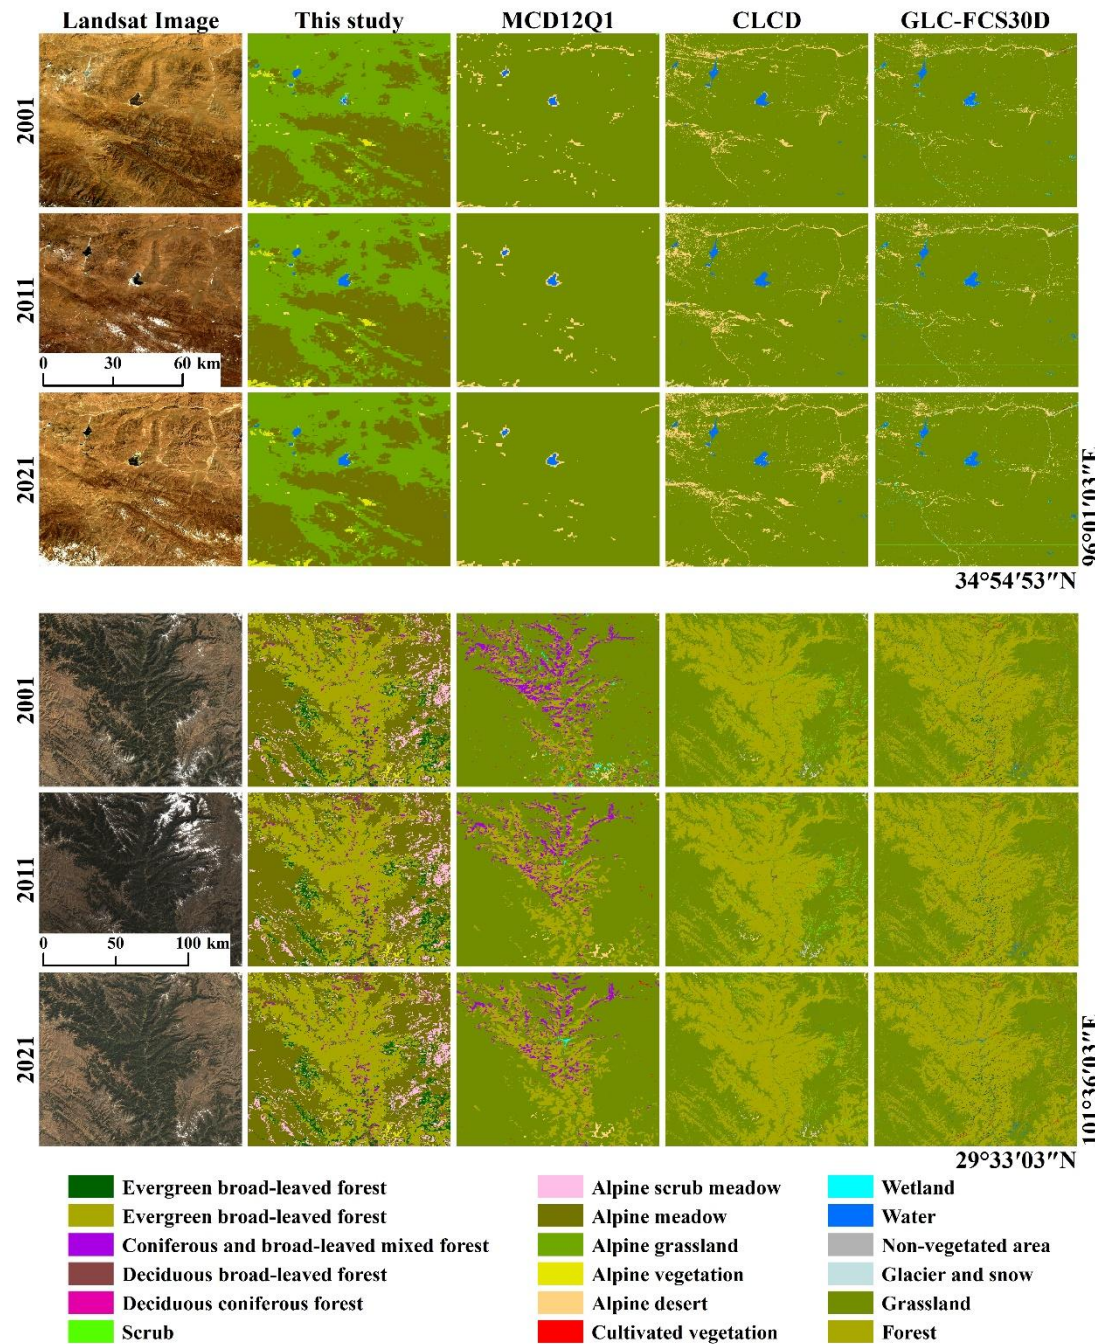 Landsat Image This study MCD12Q1 CLCD GLC-FCS30D
2001
2011
0 30 60 km
2021
96°01′03″E
34°54′53″N
2001
2011
0 50 100 km
2021
101°36′03″E
29°33′03″N
Evergreen broad-leaved forest Alpine scrub meadow Wetland
Evergreen broad-leaved forest Alpine meadow Water
Coniferous and broad-leaved mixed forest Alpine grassland Non-vegetated area
Deciduous broad-leaved forest Alpine vegetation Glacier and snow
Deciduous coniferous forest Alpine desert Grassland
Scrub Cultivated vegetation Forest